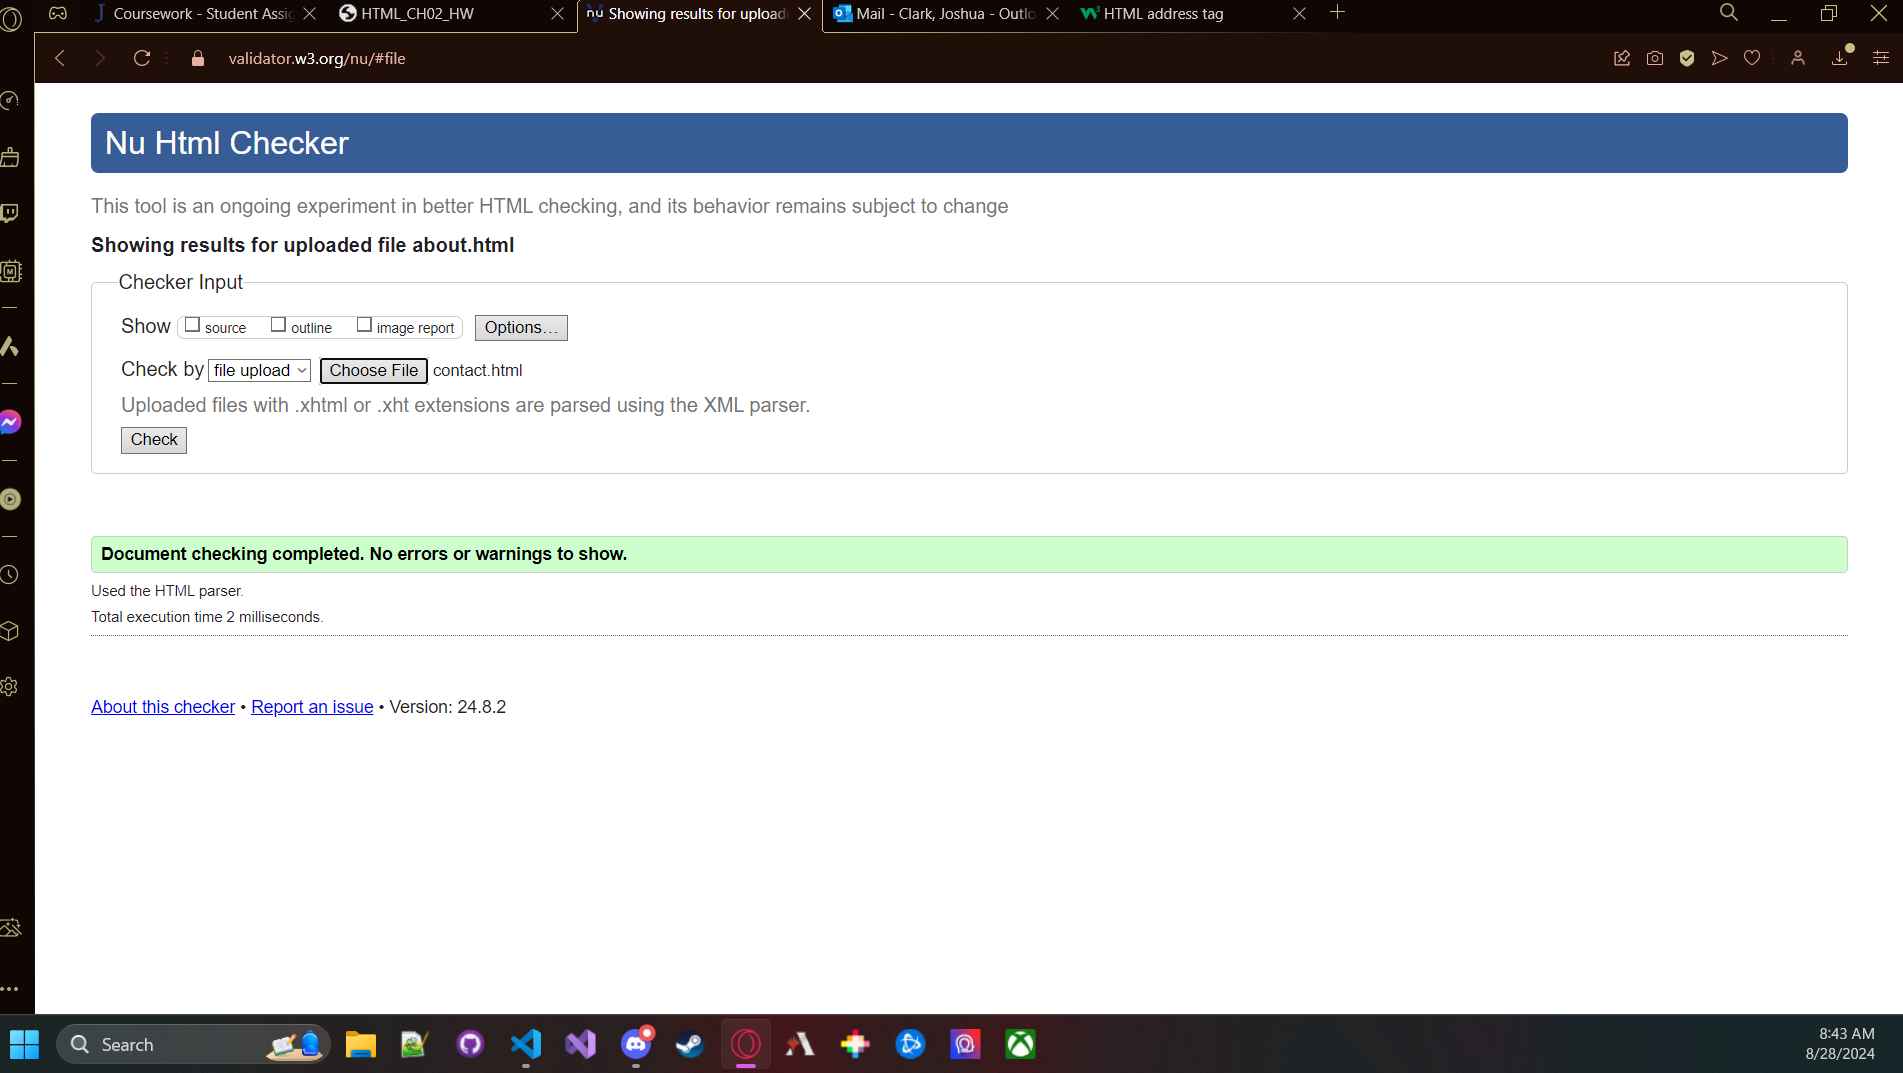 Coursework - Student Assig
HTML_CH02_HW
nu Showing results for upload
Mail - Clark, Joshua - Outlo
HTML address tag
validator.w3.org/nu/#file
Nu Html Checker
This tool is an ongoing experiment in better HTML checking, and its behavior remains subject to change
Showing results for uploaded file about.html
Checker Input
Show source outline image report Options...
Check by file upload Choose File contact.html
Uploaded files with .xhtml or .xht extensions are parsed using the XML parser.
Check
Document checking completed. No errors or warnings to show.
Used the HTML parser.
Total execution time 2 milliseconds.
About this checker • Report an issue • Version: 24.8.2
Search
8:43 AM
8/28/2024